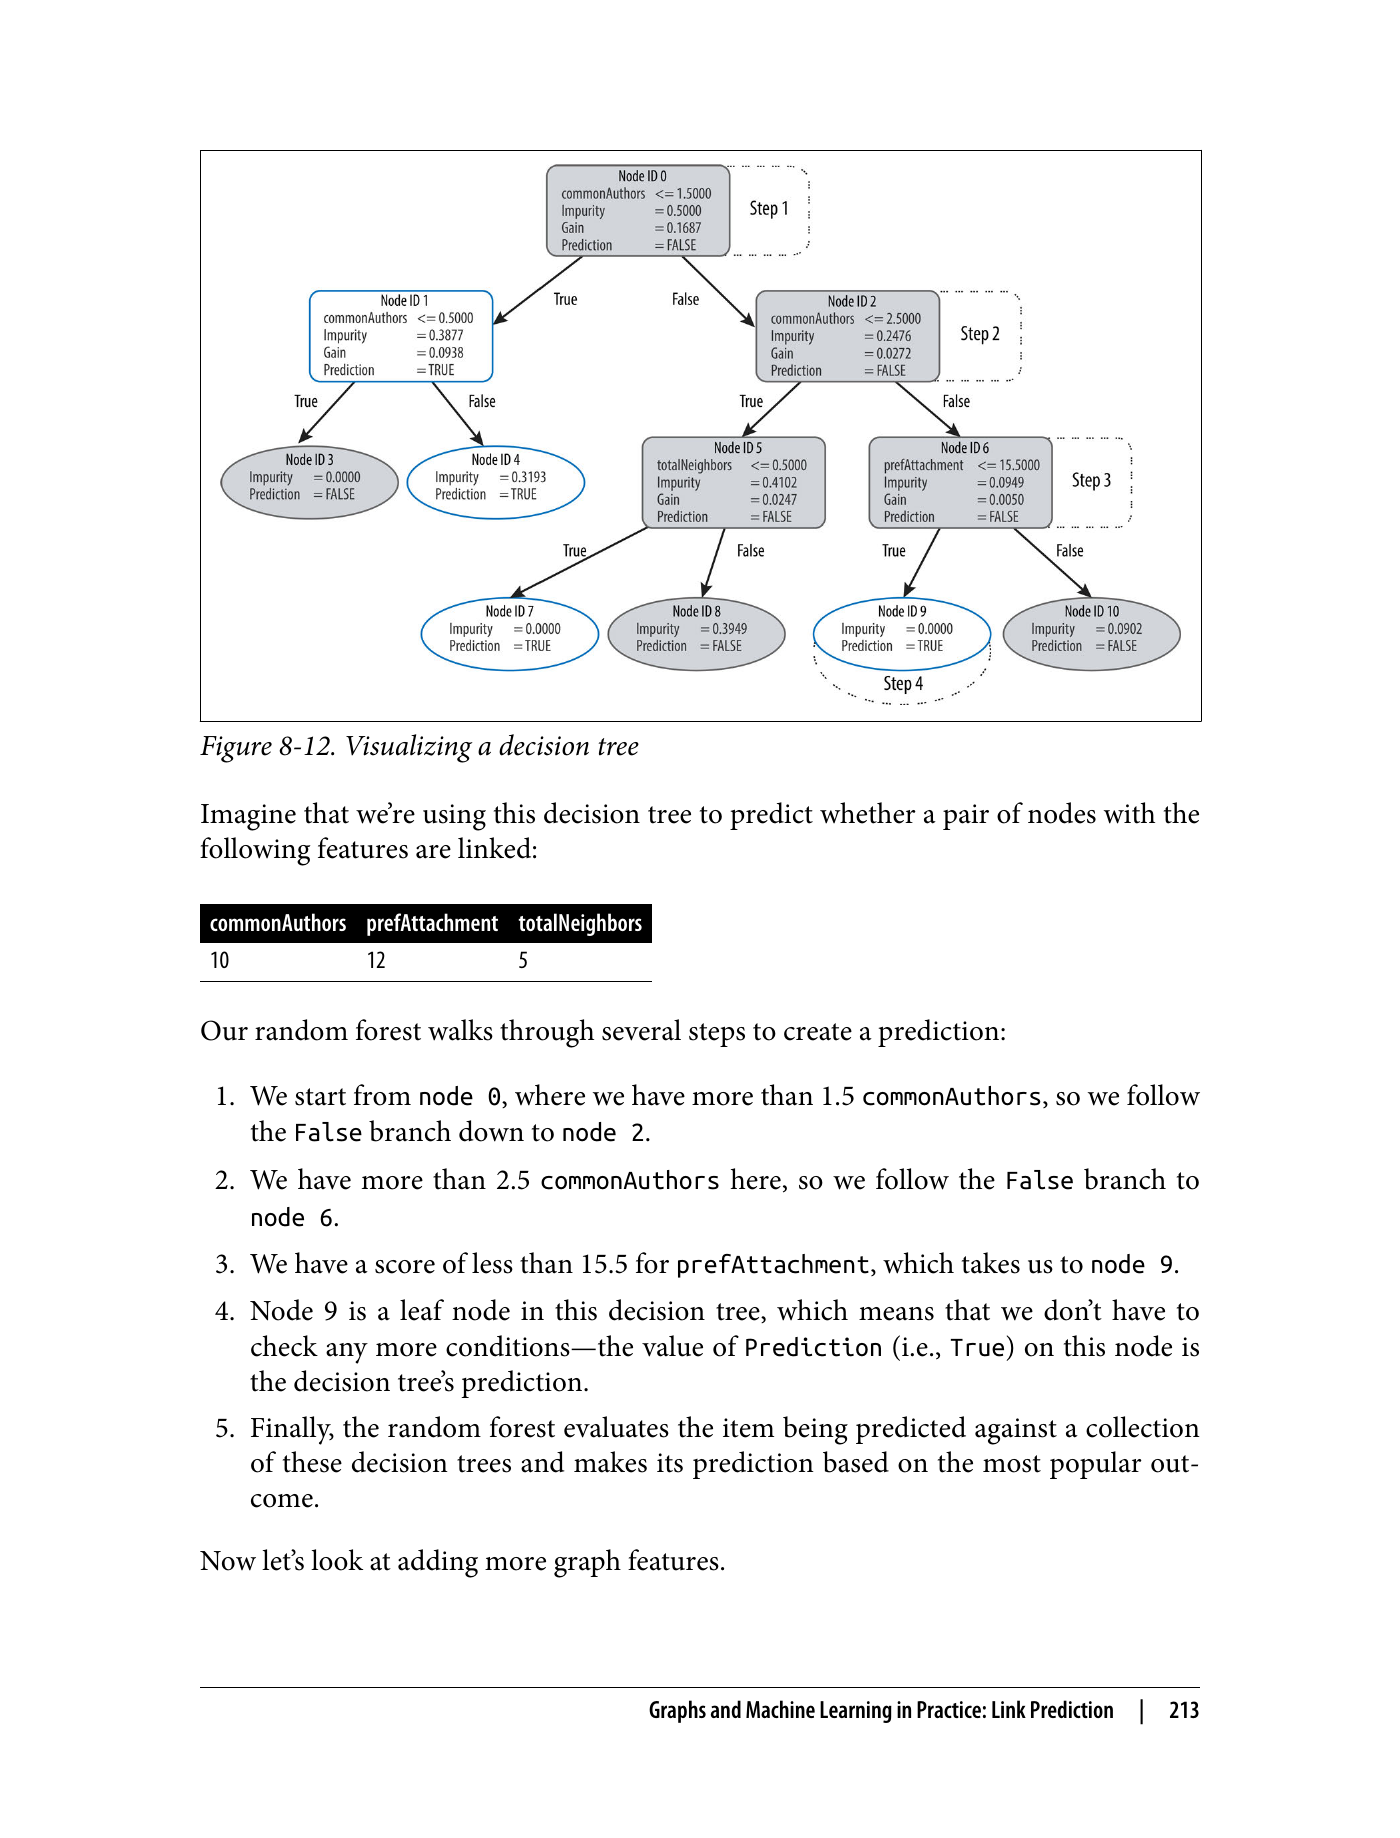 Node ID 0
commonAuthors <= 1.5000
Impurity = 0.5000
Gain = 0.1687
Prediction = FALSE
Step 1
True
False
Node ID 1
commonAuthors <= 0.5000
Impurity = 0.3877
Gain = 0.0938
Prediction = TRUE
Node ID 2
commonAuthors <= 2.5000
Impurity = 0.2476
Gain = 0.0272
Prediction = FALSE
Step 2
True
False
True
False
Node ID 3
Impurity = 0.0000
Prediction = FALSE
Node ID 4
Impurity = 0.3193
Prediction = TRUE
Node ID 5
totalNeighbors <= 0.5000
Impurity = 0.4102
Gain = 0.0247
Prediction = FALSE
Node ID 6
prefAttachment <= 15.5000
Impurity = 0.0949
Gain = 0.0050
Prediction = FALSE
Step 3
True
False
True
False
Node ID 7
Impurity = 0.0000
Prediction = TRUE
Node ID 8
Impurity = 0.3949
Prediction = FALSE
Node ID 9
Impurity = 0.0000
Prediction = TRUE
Node ID 10
Impurity = 0.0902
Prediction = FALSE
Step 4
Figure 8-12. Visualizing a decision tree
Imagine that we’re using this decision tree to predict whether a pair of nodes with the
following features are linked:
commonAuthors prefAttachment totalNeighbors
10 12 5
Our random forest walks through several steps to create a prediction:
1. We start from node 0, where we have more than 1.5 commonAuthors, so we follow
the False branch down to node 2.
2. We have more than 2.5 commonAuthors here, so we follow the False branch to
node 6.
3. We have a score of less than 15.5 for prefAttachment, which takes us to node 9.
4. Node 9 is a leaf node in this decision tree, which means that we don’t have to
check any more conditions—the value of Prediction (i.e., True) on this node is
the decision tree’s prediction.
5. Finally, the random forest evaluates the item being predicted against a collection
of these decision trees and makes its prediction based on the most popular out-
come.
Now let’s look at adding more graph features.
Graphs and Machine Learning in Practice: Link Prediction | 213